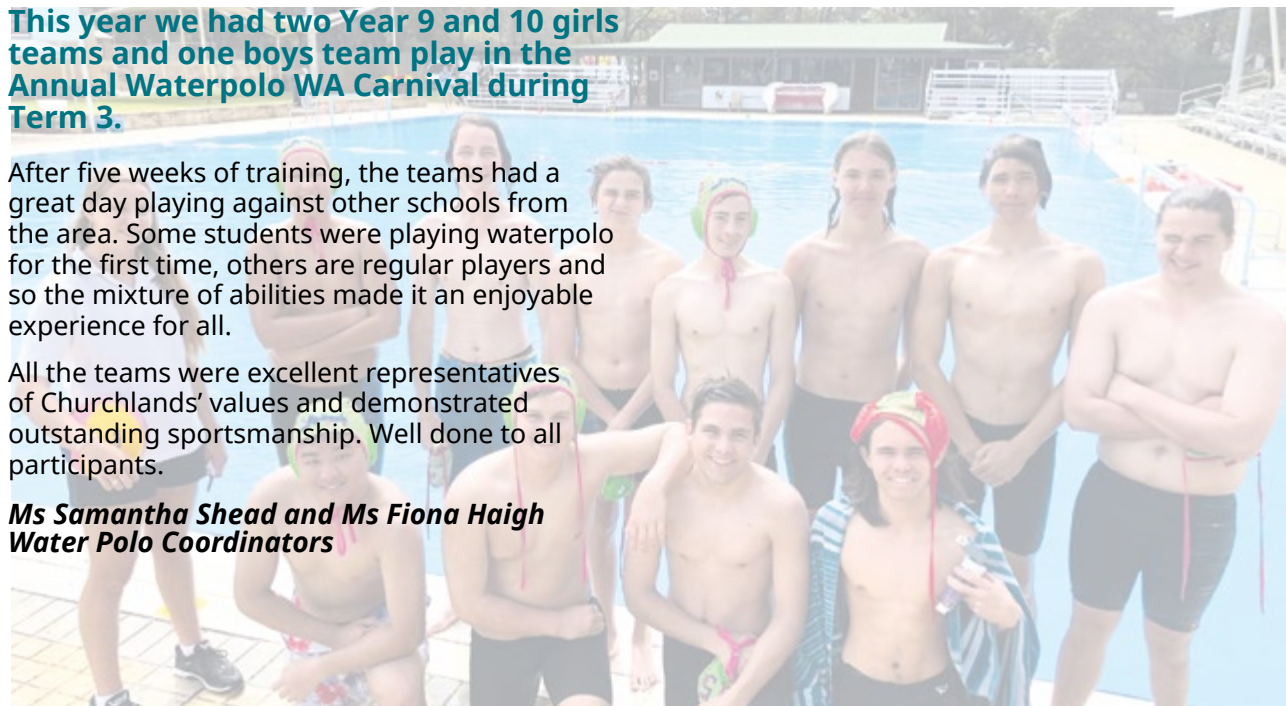 This year we had two Year 9 and 10 girls
teams and one boys team play in the
Annual Waterpolo WA Carnival during
Term 3.
After five weeks of training, the teams had a
great day playing against other schools from
the area. Some students were playing waterpolo
for the first time, others are regular players and
so the mixture of abilities made it an enjoyable
experience for all.
All the teams were excellent representatives
of Churchlands’ values and demonstrated
outstanding sportsmanship. Well done to all
participants.
Ms Samantha Shead and Ms Fiona Haigh
Water Polo Coordinators